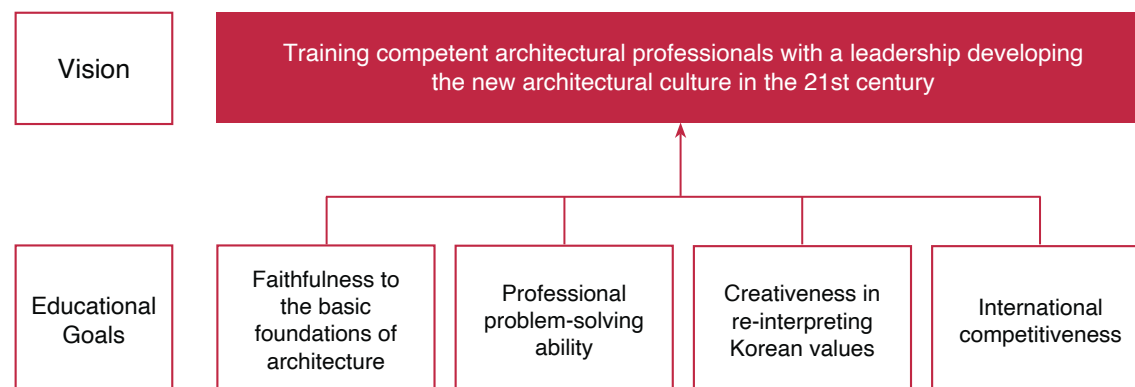 Vision
Training competent architectural professionals with a leadership developing
the new architectural culture in the 21st century
Educational
Goals
Faithfulness to
the basic
foundations of
architecture
Professional
problem-solving
ability
Creativeness in
re-interpreting
Korean values
International
competitiveness